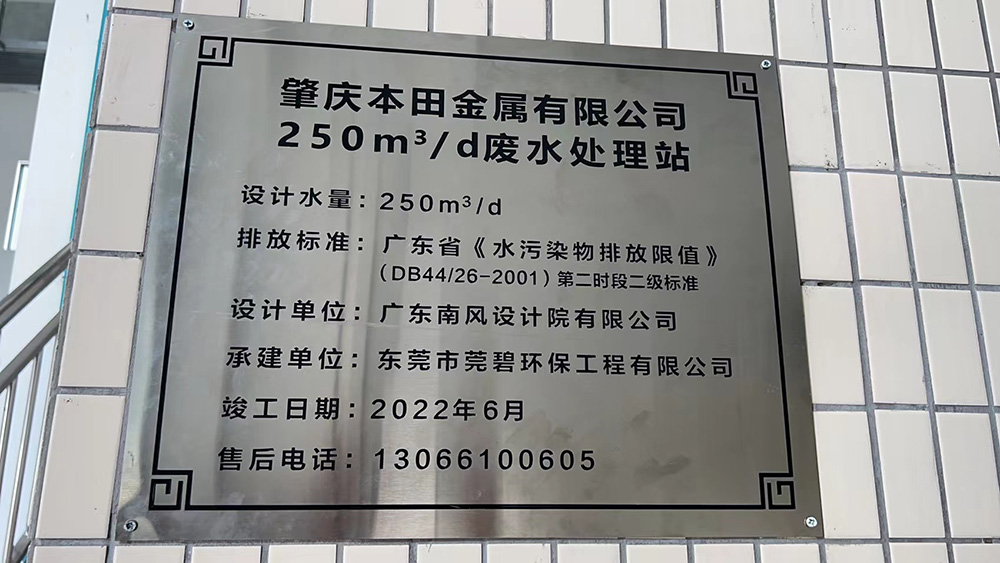 肇庆本田金属有限公司
250m³/d废水处理站
设计水量：250m³/d
排放标准：广东省《水污染物排放限值》
（DB44/26-2001）第二时段二级标准
设计单位：广东南风设计院有限公司
承建单位：东莞市莞碧环保工程有限公司
竣工日期：2022年6月
售后电话：13066100605